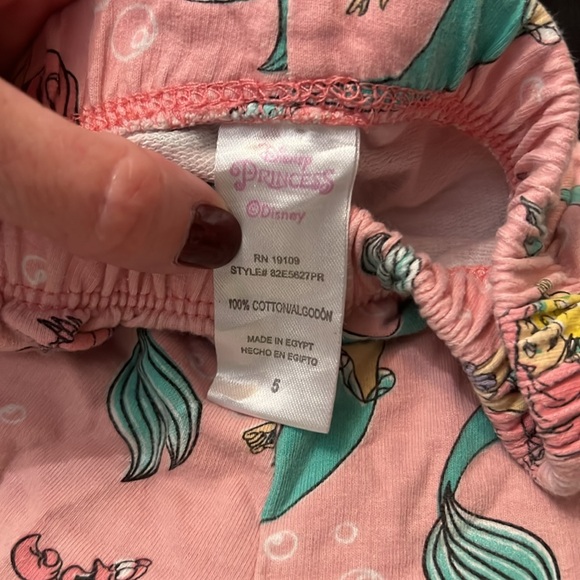 Disney
PRINCESS
©Disney
RN 19109
STYLE# 82E5627PR
100% COTTON/ALGODÓN
MADE IN EGYPT
HECHO EN EGIPTO
5